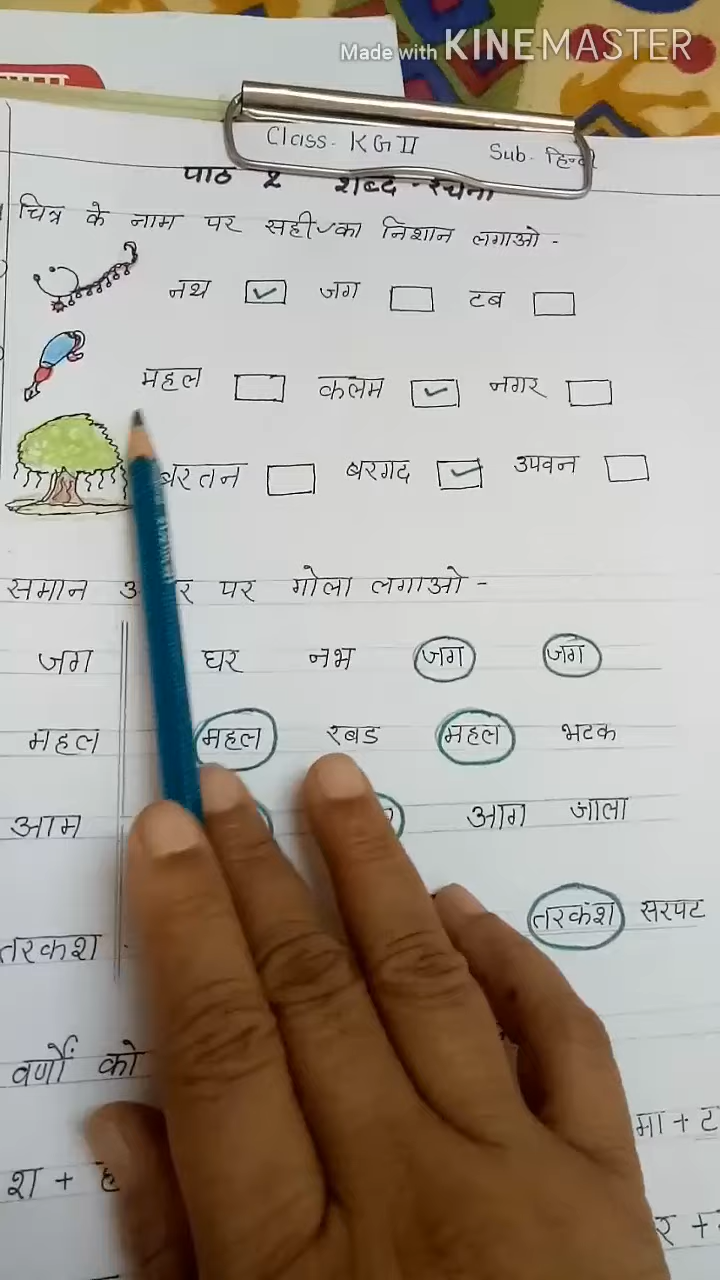 Made with KINEMASTER
Class- KG II Sub- हिन्दी
पाठ 2 शब्द-रचना
चित्र के नाम पर सही ✓ का निशान लगाओ -
नथ ✓ जग टब
महल कलम ✓ नगर
बरतन बरगद ✓ उपवन
समान पर गोला लगाओ -
जग घर नभ जग जग
महल महल रबड महल भटक
आम आग जाला
तरकश तरकश सरपट
वर्णों को
मा + ट
श + ह
र +